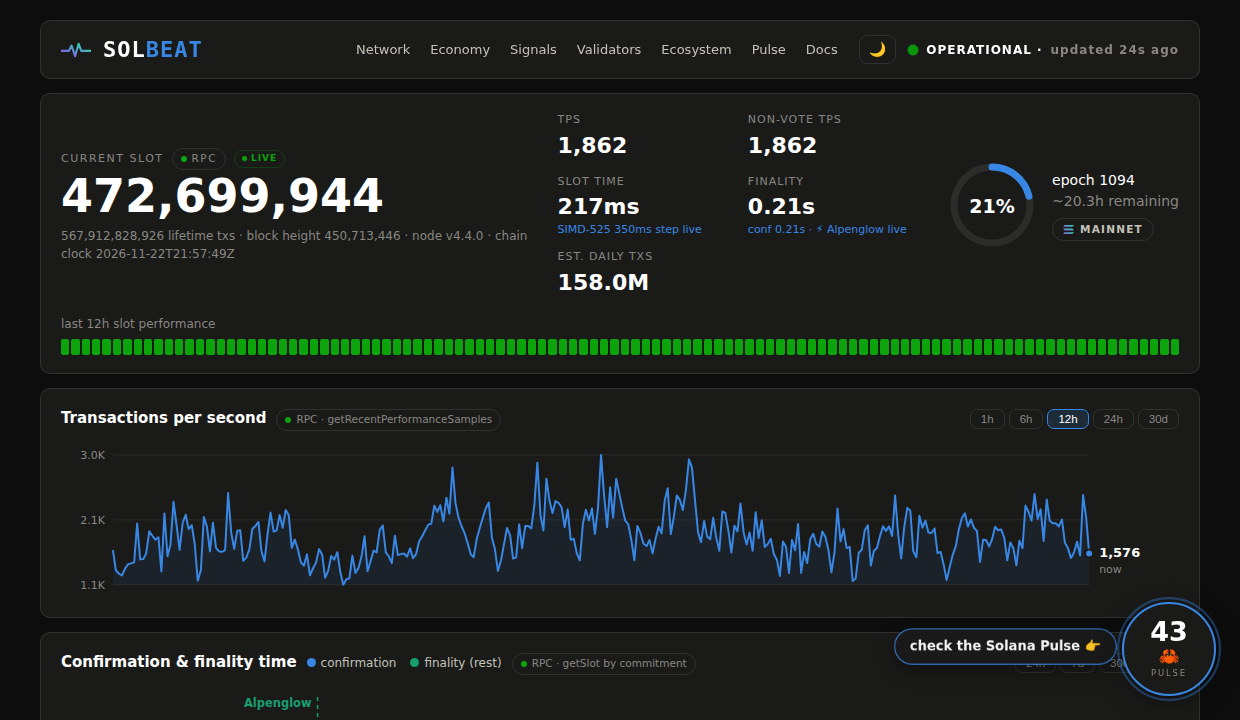 SOLBEAT
Network Economy Signals Validators Ecosystem Pulse Docs 🌙 OPERATIONAL · updated 24s ago
CURRENT SLOT RPC LIVE
472,699,944
567,912,828,926 lifetime txs · block height 450,713,446 · node v4.4.0 · chain
clock 2026-11-22T21:57:49Z
TPS
1,862
NON-VOTE TPS
1,862
SLOT TIME
217ms
SIMD-525 350ms step live
FINALITY
0.21s
conf 0.21s · ⚡ Alpenglow live
EST. DAILY TXS
158.0M
21%
epoch 1094
~20.3h remaining
MAINNET
last 12h slot performance
Transactions per second RPC · getRecentPerformanceSamples
1h 6h 12h 24h 30d
3.0K
2.1K
1.1K
1,576
now
Confirmation & finality time confirmation finality (rest) RPC · getSlot by commitment
Alpenglow
check the Solana Pulse 👉
43
🦀
PULSE